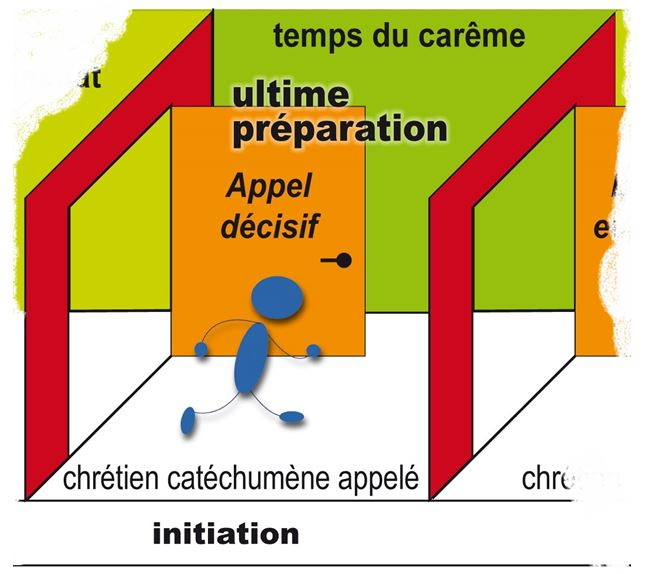 temps du carême
ultime
préparation
Appel
décisif
chrétien catéchumène appelé
initiation